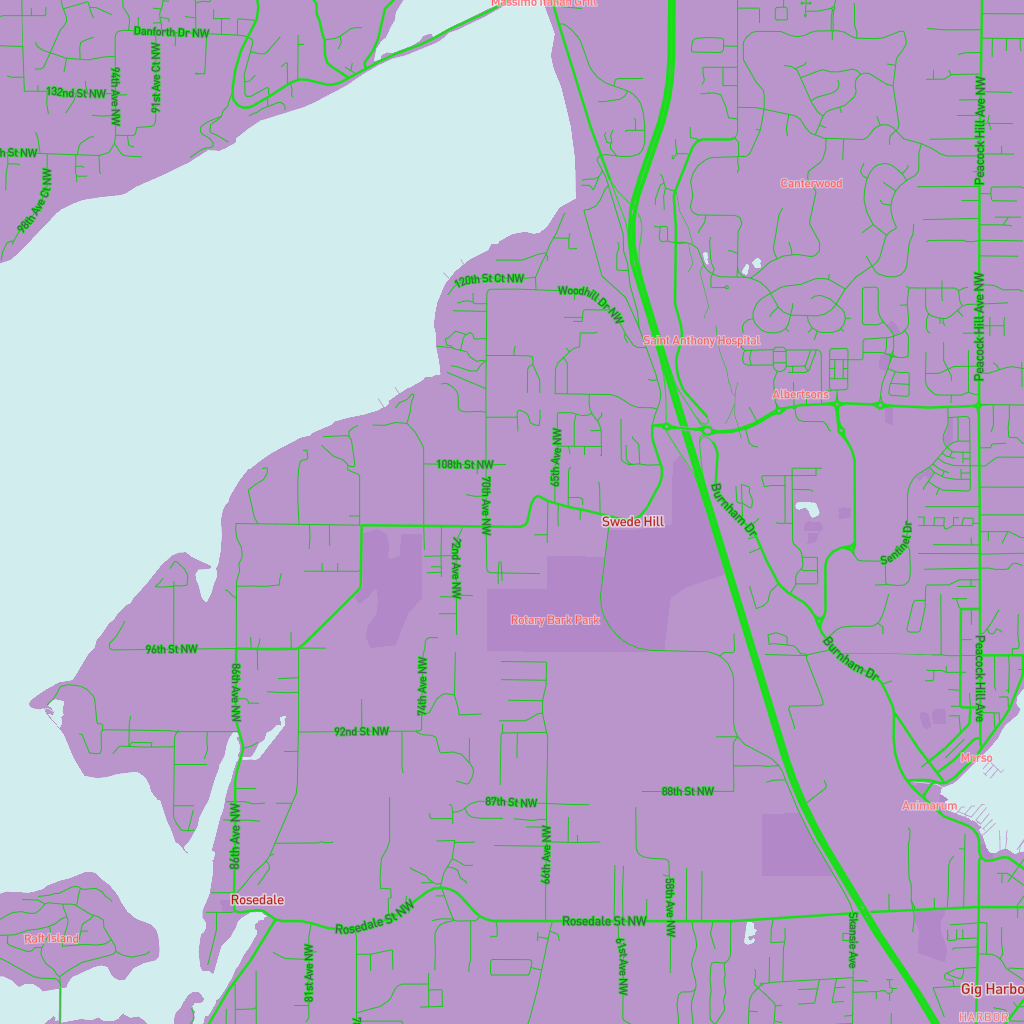 Massimo Italian Grill
Danforth Dr NW
91st Ave Ct NW
94th Ave NW
132nd St NW
h St NW
98th Ave Ct NW
Peacock Hill Ave NW
Canterwood
120th St Ct NW
Woodhill Dr NW
Peacock Hill Ave NW
Saint Anthony Hospital
Albertsons
108th St NW
65th Ave NW
70th Ave NW
Burnham Dr
Swede Hill
Sentinel Dr
72nd Ave NW
Rotary Bark Park
96th St NW
86th Ave NW
74th Ave NW
Burnham Dr
Peacock Hill Ave
92nd St NW
Morso
88th St NW
87th St NW
Animarum
86th Ave NW
66th Ave NW
58th Ave NW
Rosedale
Rosedale St NW
Rosedale St NW
Skansie Ave
Raft Island
81st Ave NW
61st Ave NW
Gig Harbo
HARBOR